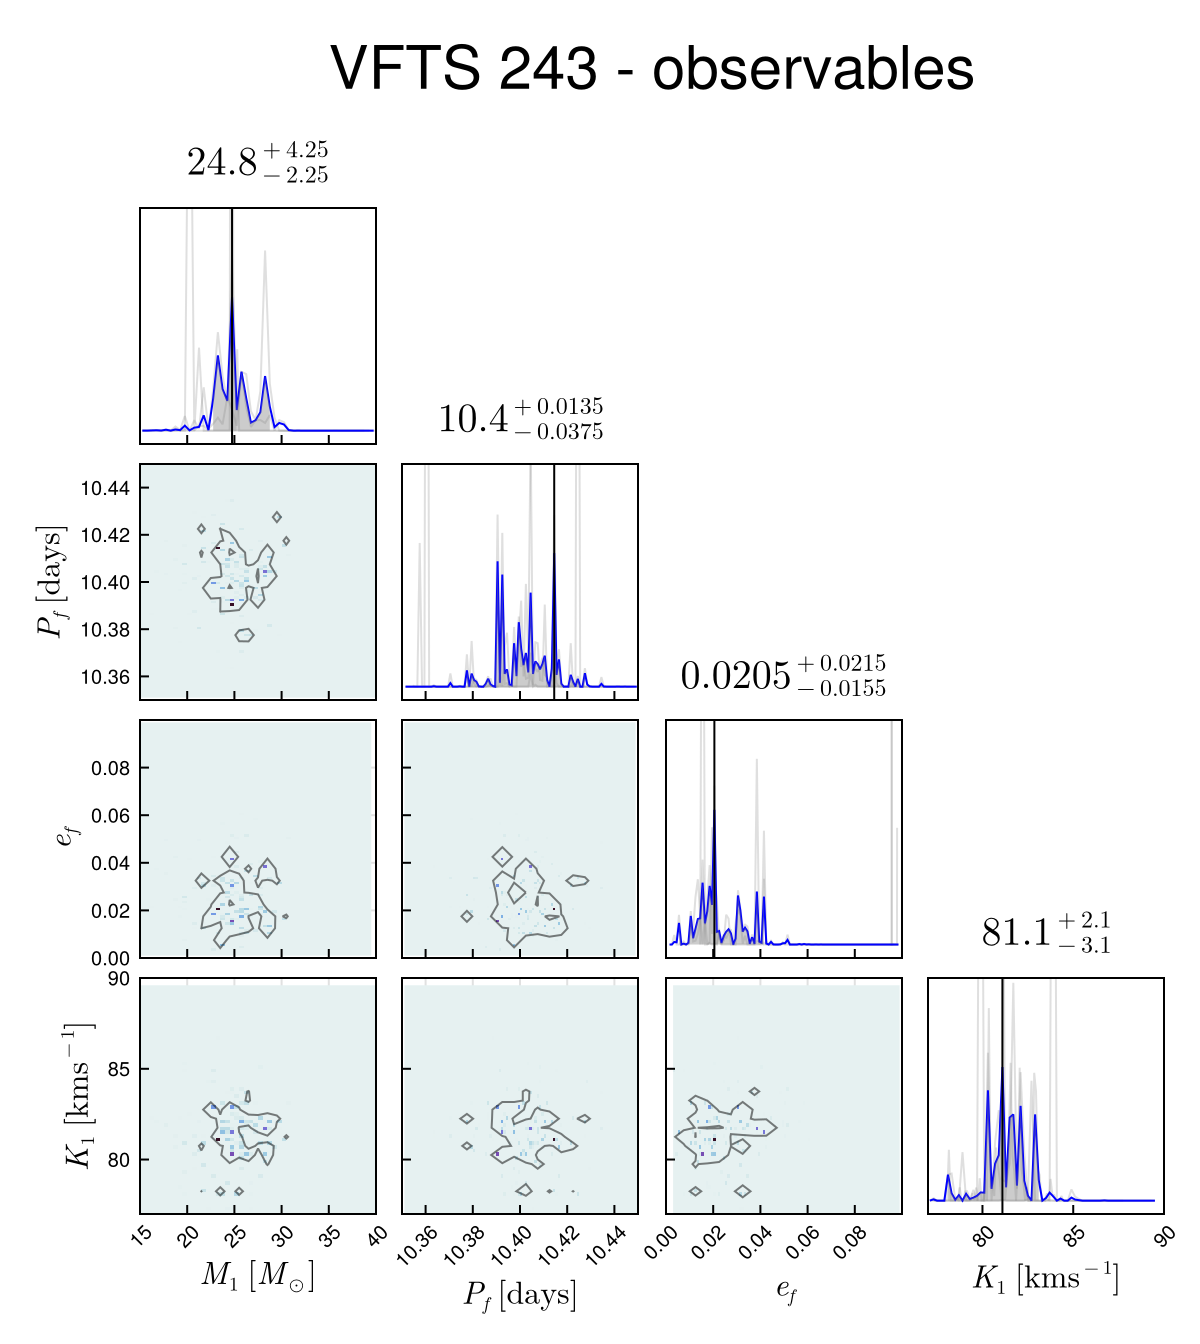 VFTS 243 - observables
24.8 +4.25 −2.25
10.4 +0.0135 −0.0375
10.44
10.42
10.40
10.38
10.36
P_f [days]
0.0205 +0.0215 −0.0155
0.08
0.06
0.04
0.02
0.00
e_f
81.1 +2.1 −3.1
90
85
80
K_1 [kms^−1]
15 20 25 30 35 40
10.36 10.38 10.40 10.42 10.44
0.00 0.02 0.04 0.06 0.08
80 85 90
M_1 [M_⊙]
P_f [days]
e_f
K_1 [kms^−1]